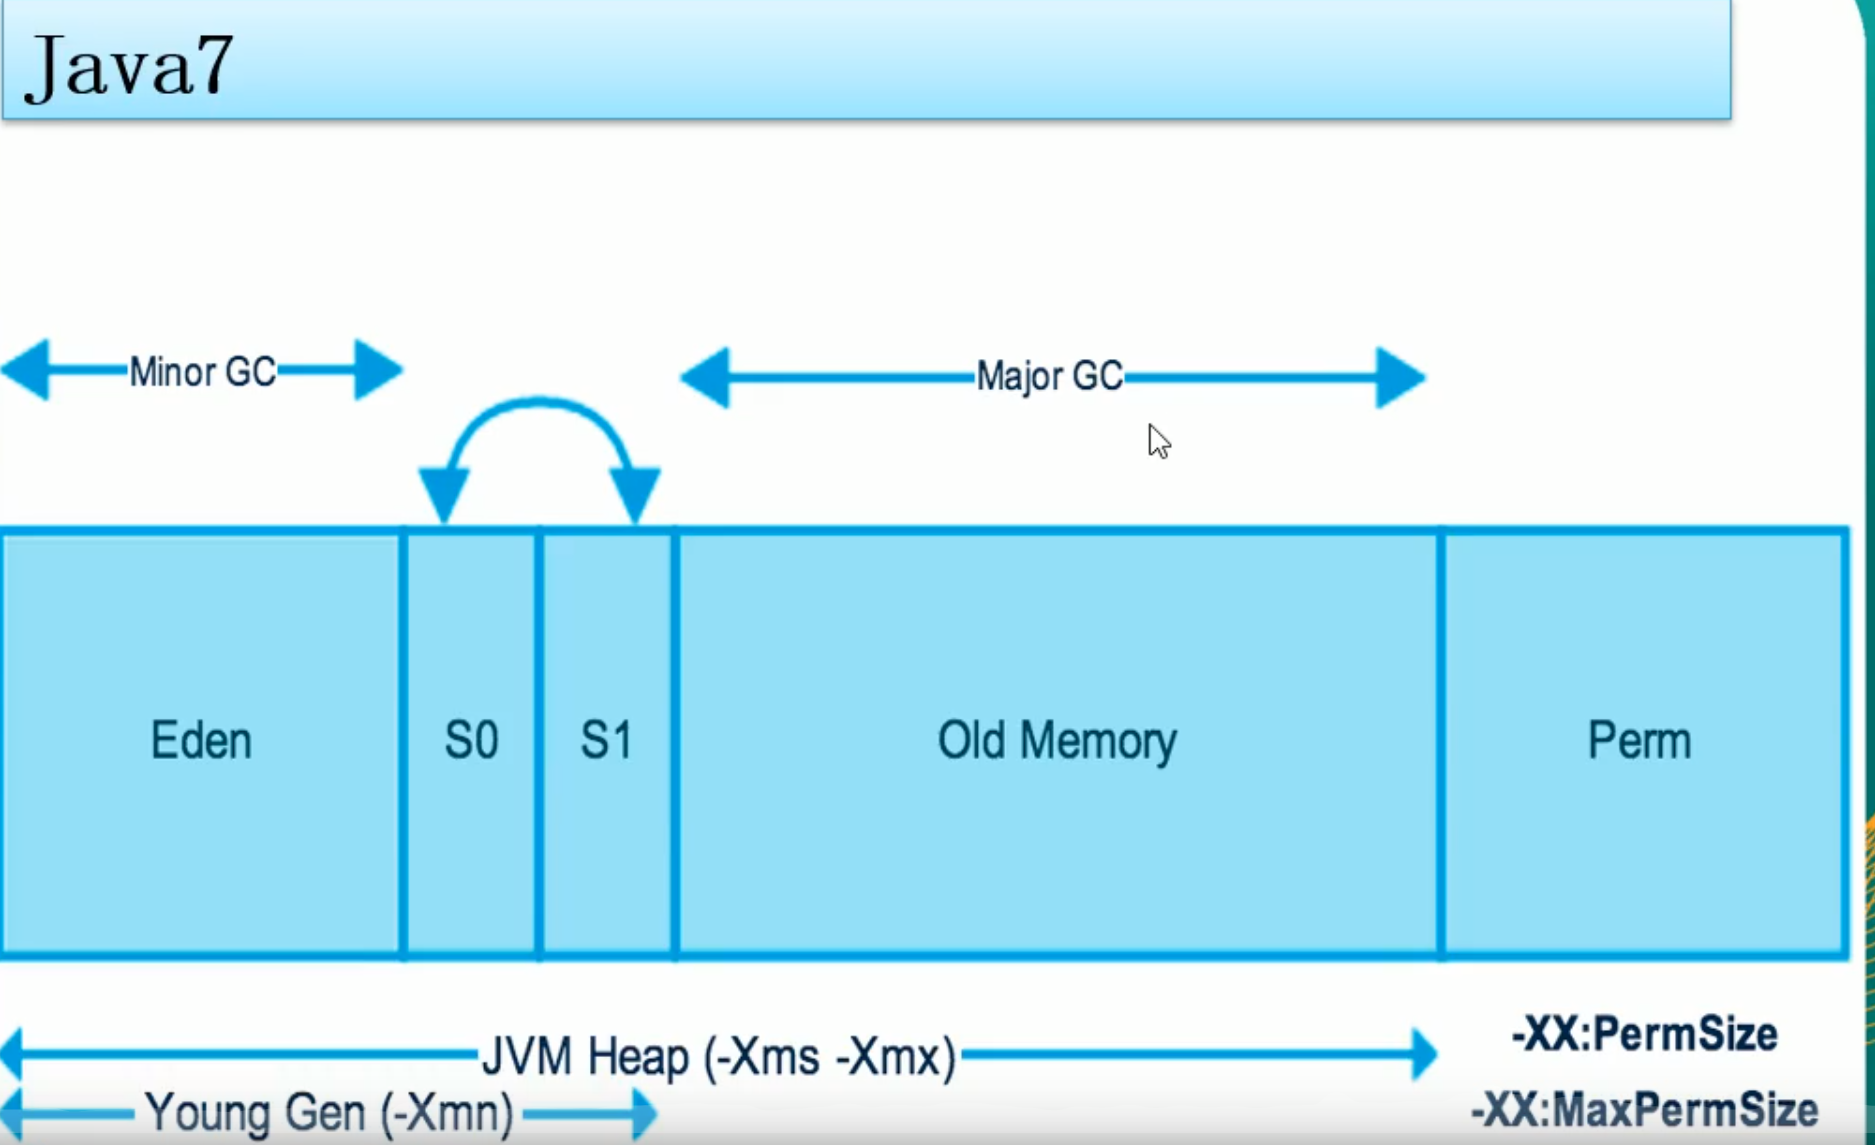 Java7
Minor GC
Major GC
Eden
S0
S1
Old Memory
Perm
JVM Heap (-Xms -Xmx)
-XX:PermSize
Young Gen (-Xmn)
-XX:MaxPermSize